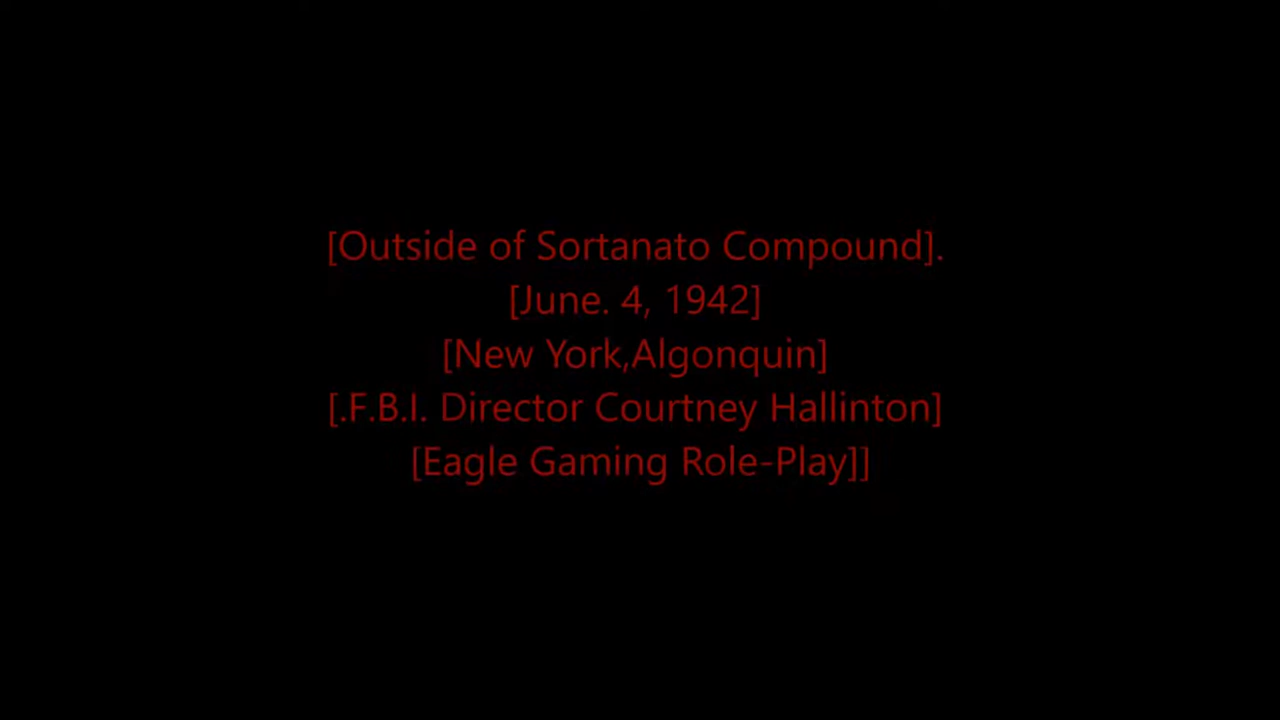 [Outside of Sortanato Compound].
[June. 4, 1942]
[New York,Algonquin]
[.F.B.I. Director Courtney Hallinton]
[Eagle Gaming Role-Play]]